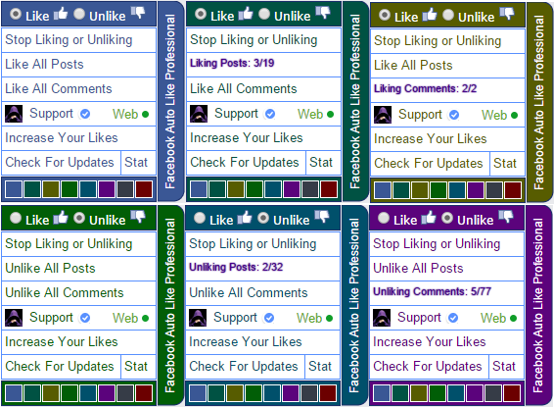 Like Unlike
Stop Liking or Unliking
Like All Posts
Like All Comments
Support Web
Increase Your Likes
Check For Updates Stat
Facebook Auto Like Professional
Like Unlike
Stop Liking or Unliking
Liking Posts: 3/19
Like All Comments
Support Web
Increase Your Likes
Check For Updates Stat
Facebook Auto Like Professional
Like Unlike
Stop Liking or Unliking
Like All Posts
Liking Comments: 2/2
Support Web
Increase Your Likes
Check For Updates Stat
Facebook Auto Like Professional
Like Unlike
Stop Liking or Unliking
Unlike All Posts
Unlike All Comments
Support Web
Increase Your Likes
Check For Updates Stat
Facebook Auto Like Professional
Like Unlike
Stop Liking or Unliking
Unliking Posts: 2/32
Unlike All Comments
Support Web
Increase Your Likes
Check For Updates Stat
Facebook Auto Like Professional
Like Unlike
Stop Liking or Unliking
Unlike All Posts
Unliking Comments: 5/77
Support Web
Increase Your Likes
Check For Updates Stat
Facebook Auto Like Professional